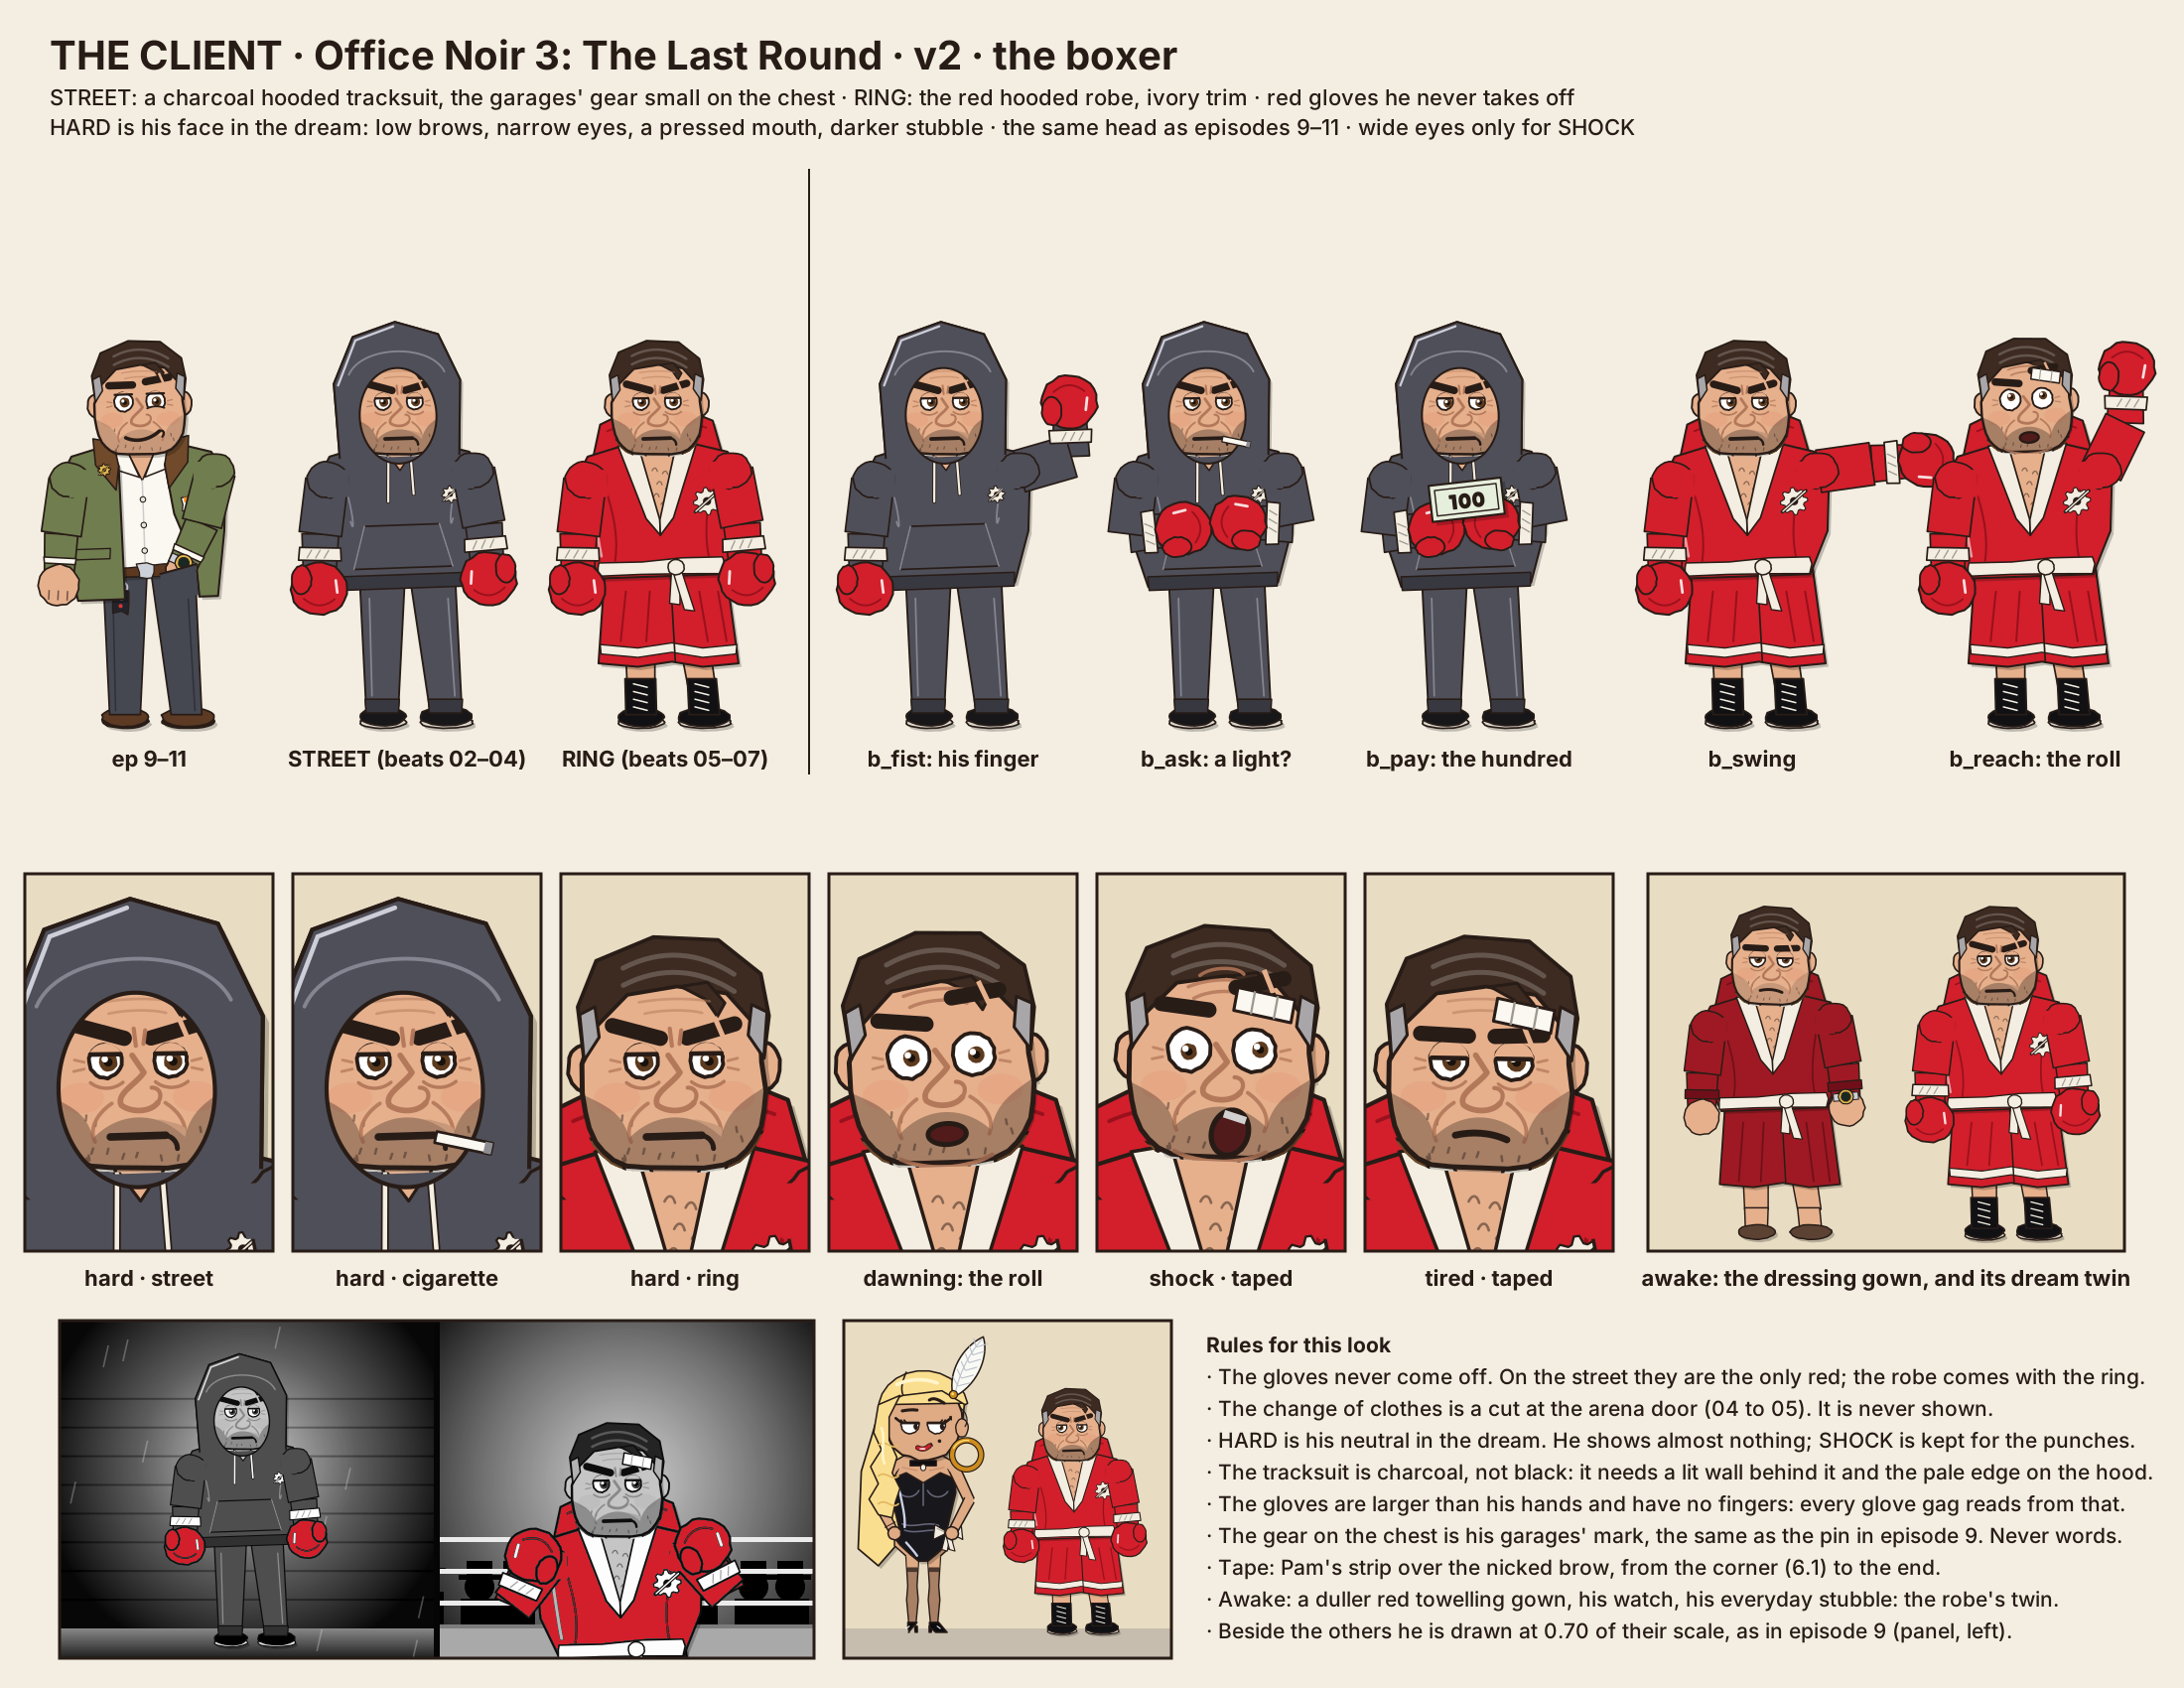 THE CLIENT · Office Noir 3: The Last Round · v2 · the boxer
STREET: a charcoal hooded tracksuit, the garages' gear small on the chest · RING: the red hooded robe, ivory trim · red gloves he never takes off
HARD is his face in the dream: low brows, narrow eyes, a pressed mouth, darker stubble · the same head as episodes 9–11 · wide eyes only for SHOCK
100
ep 9–11
STREET (beats 02–04)
RING (beats 05–07)
b_fist: his finger
b_ask: a light?
b_pay: the hundred
b_swing
b_reach: the roll
hard · street
hard · cigarette
hard · ring
dawning: the roll
shock · taped
tired · taped
awake: the dressing gown, and its dream twin
Rules for this look
· The gloves never come off. On the street they are the only red; the robe comes with the ring.
· The change of clothes is a cut at the arena door (04 to 05). It is never shown.
· HARD is his neutral in the dream. He shows almost nothing; SHOCK is kept for the punches.
· The tracksuit is charcoal, not black: it needs a lit wall behind it and the pale edge on the hood.
· The gloves are larger than his hands and have no fingers: every glove gag reads from that.
· The gear on the chest is his garages' mark, the same as the pin in episode 9. Never words.
· Tape: Pam's strip over the nicked brow, from the corner (6.1) to the end.
· Awake: a duller red towelling gown, his watch, his everyday stubble: the robe's twin.
· Beside the others he is drawn at 0.70 of their scale, as in episode 9 (panel, left).